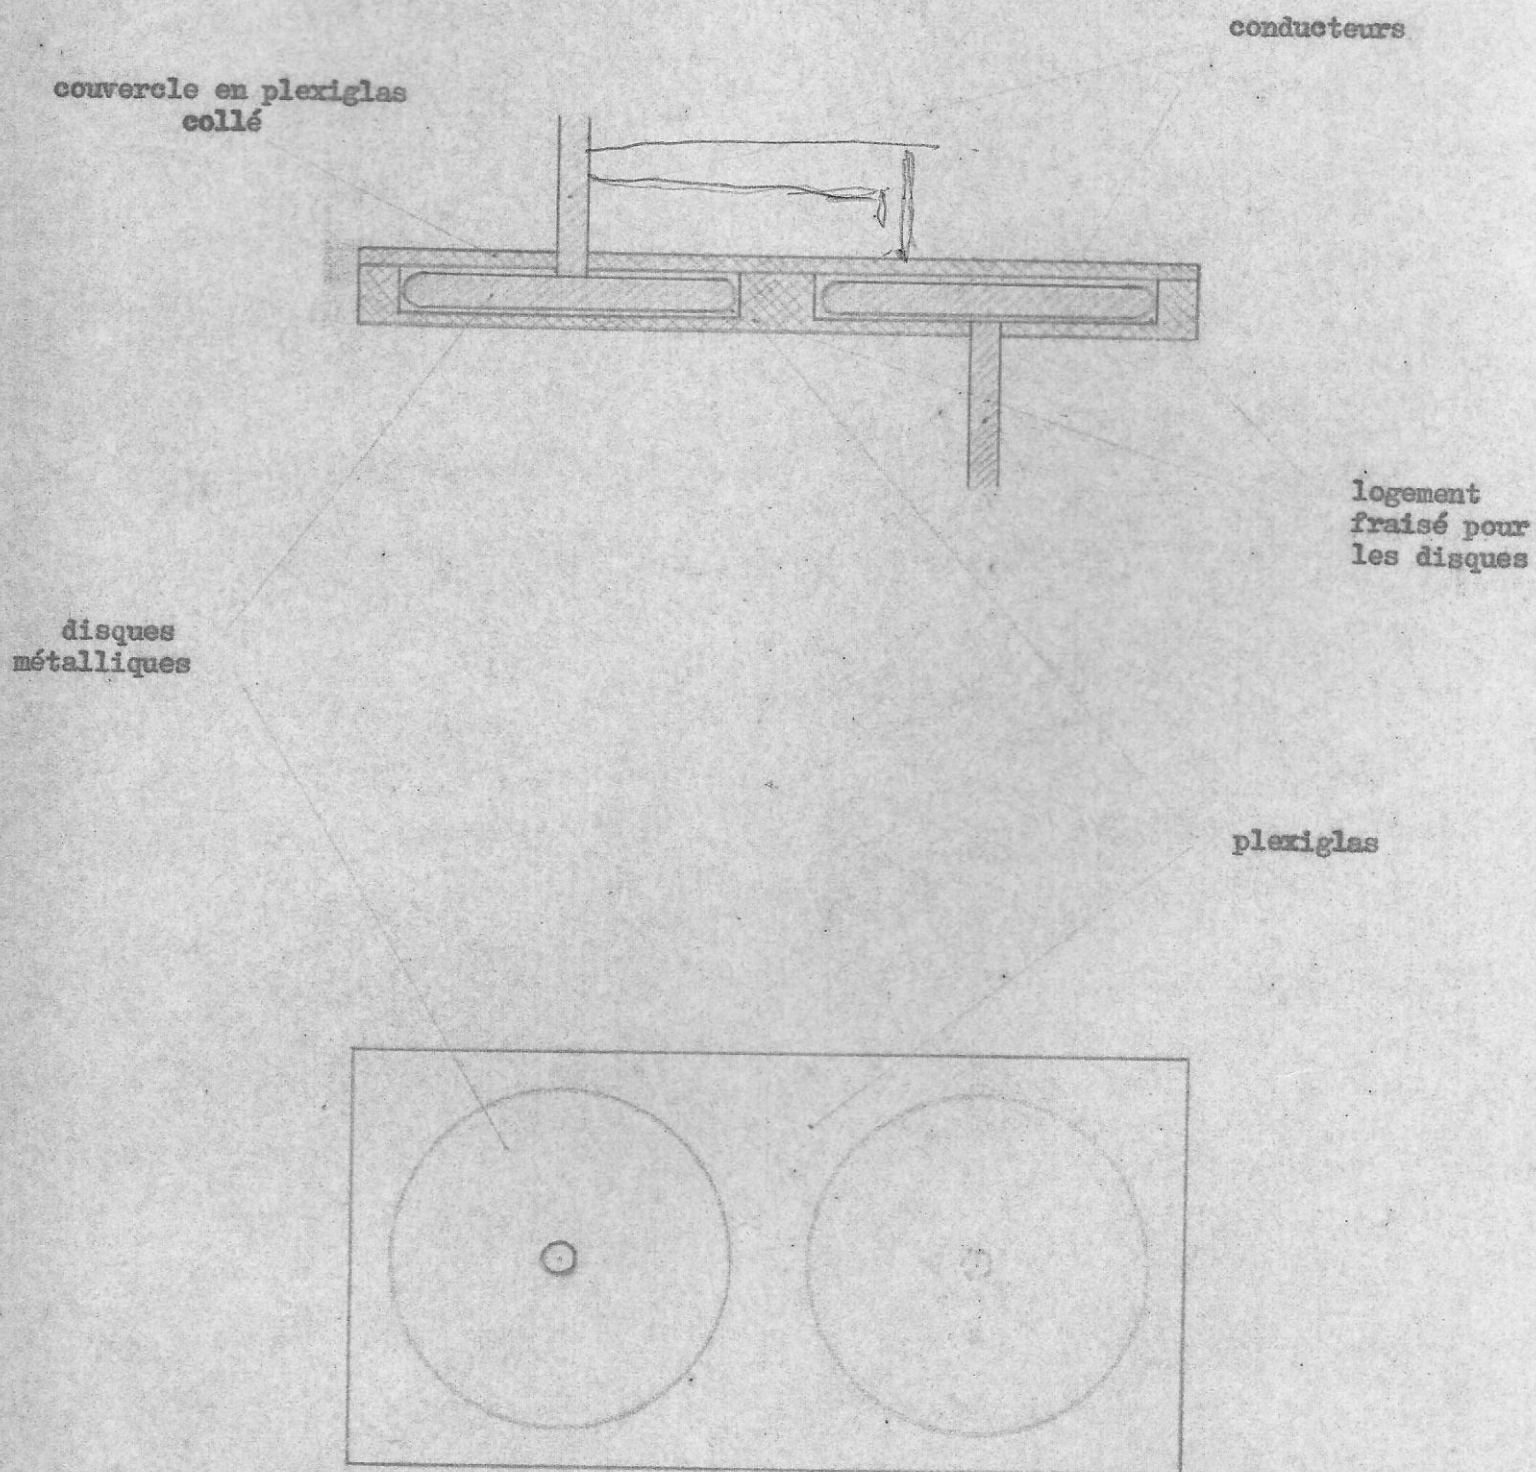 conducteurs
couvercle en plexiglas
collé
logement
fraisé pour
les disques
disques
métalliques
plexiglas